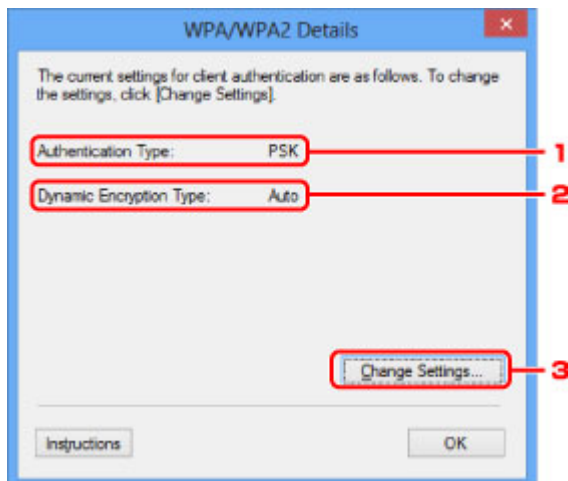 WPA/WPA2 Details
The current settings for client authentication are as follows. To change
the settings, click [Change Settings].
Authentication Type: PSK 1
Dynamic Encryption Type: Auto 2
Change Settings... 3
Instructions OK